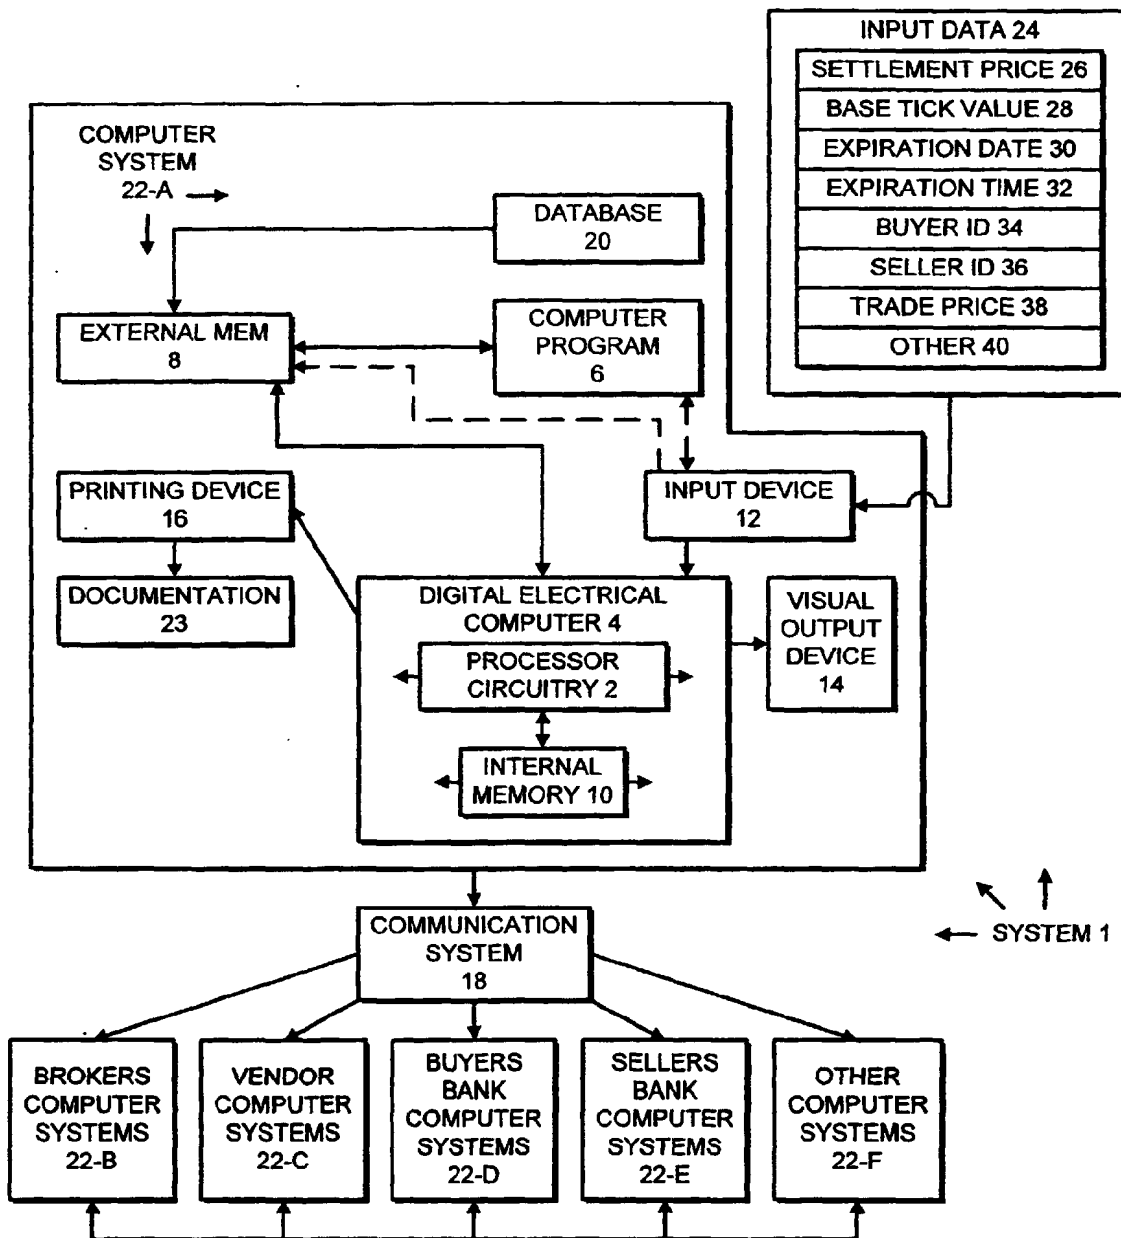 INPUT DATA 24
SETTLEMENT PRICE 26
BASE TICK VALUE 28
EXPIRATION DATE 30
EXPIRATION TIME 32
BUYER ID 34
SELLER ID 36
TRADE PRICE 38
OTHER 40
COMPUTER
SYSTEM
22-A
DATABASE
20
EXTERNAL MEM
8
COMPUTER
PROGRAM
6
PRINTING DEVICE
16
INPUT DEVICE
12
DOCUMENTATION
23
DIGITAL ELECTRICAL
COMPUTER 4
PROCESSOR
CIRCUITRY 2
INTERNAL
MEMORY 10
VISUAL
OUTPUT
DEVICE
14
COMMUNICATION
SYSTEM
18
SYSTEM 1
BROKERS
COMPUTER
SYSTEMS
22-B
VENDOR
COMPUTER
SYSTEMS
22-C
BUYERS
BANK
COMPUTER
SYSTEMS
22-D
SELLERS
BANK
COMPUTER
SYSTEMS
22-E
OTHER
COMPUTER
SYSTEMS
22-F